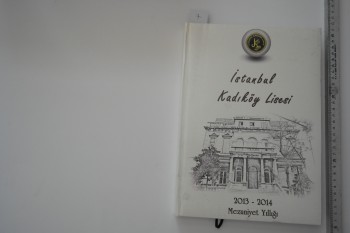 İstanbul
Kadıköy Lisesi
2013 - 2014
Mezuniyet Yıllığı